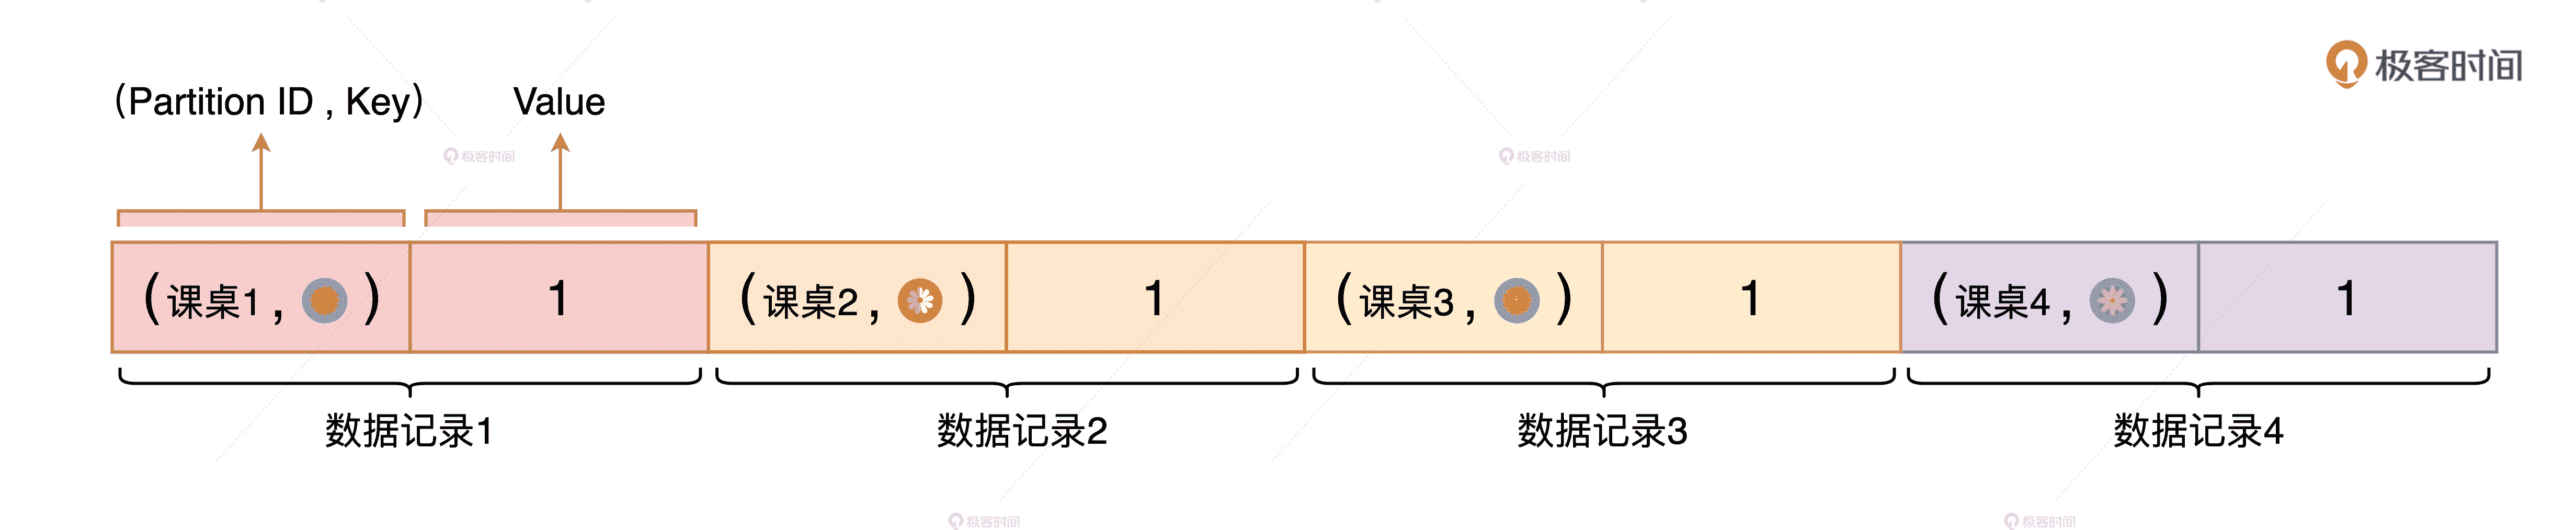 极客时间
(Partition ID , Key) Value
极客时间 极客时间
(课桌1, ) 1 (课桌2, ) 1 (课桌3, ) 1 (课桌4, ) 1
数据记录1 数据记录2 数据记录3 数据记录4
极客时间 极客时间